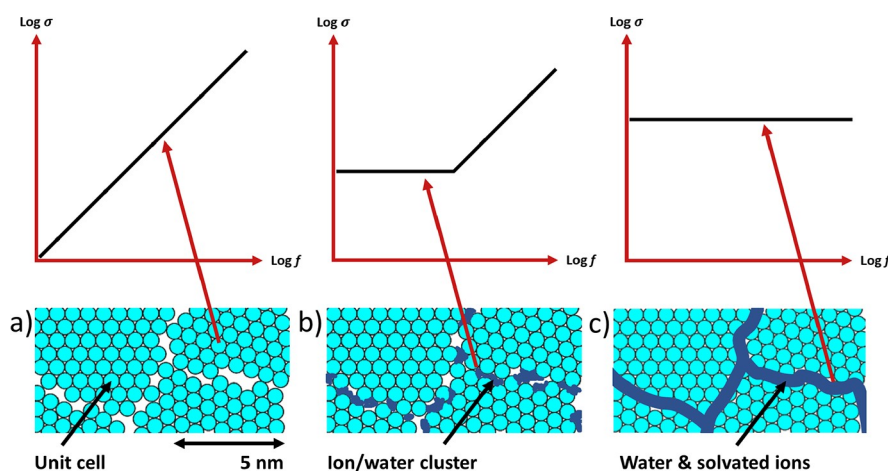 Log σ
Log σ
Log σ
Log f
Log f
Log f
a)
b)
c)
Unit cell
5 nm
Ion/water cluster
Water & solvated ions